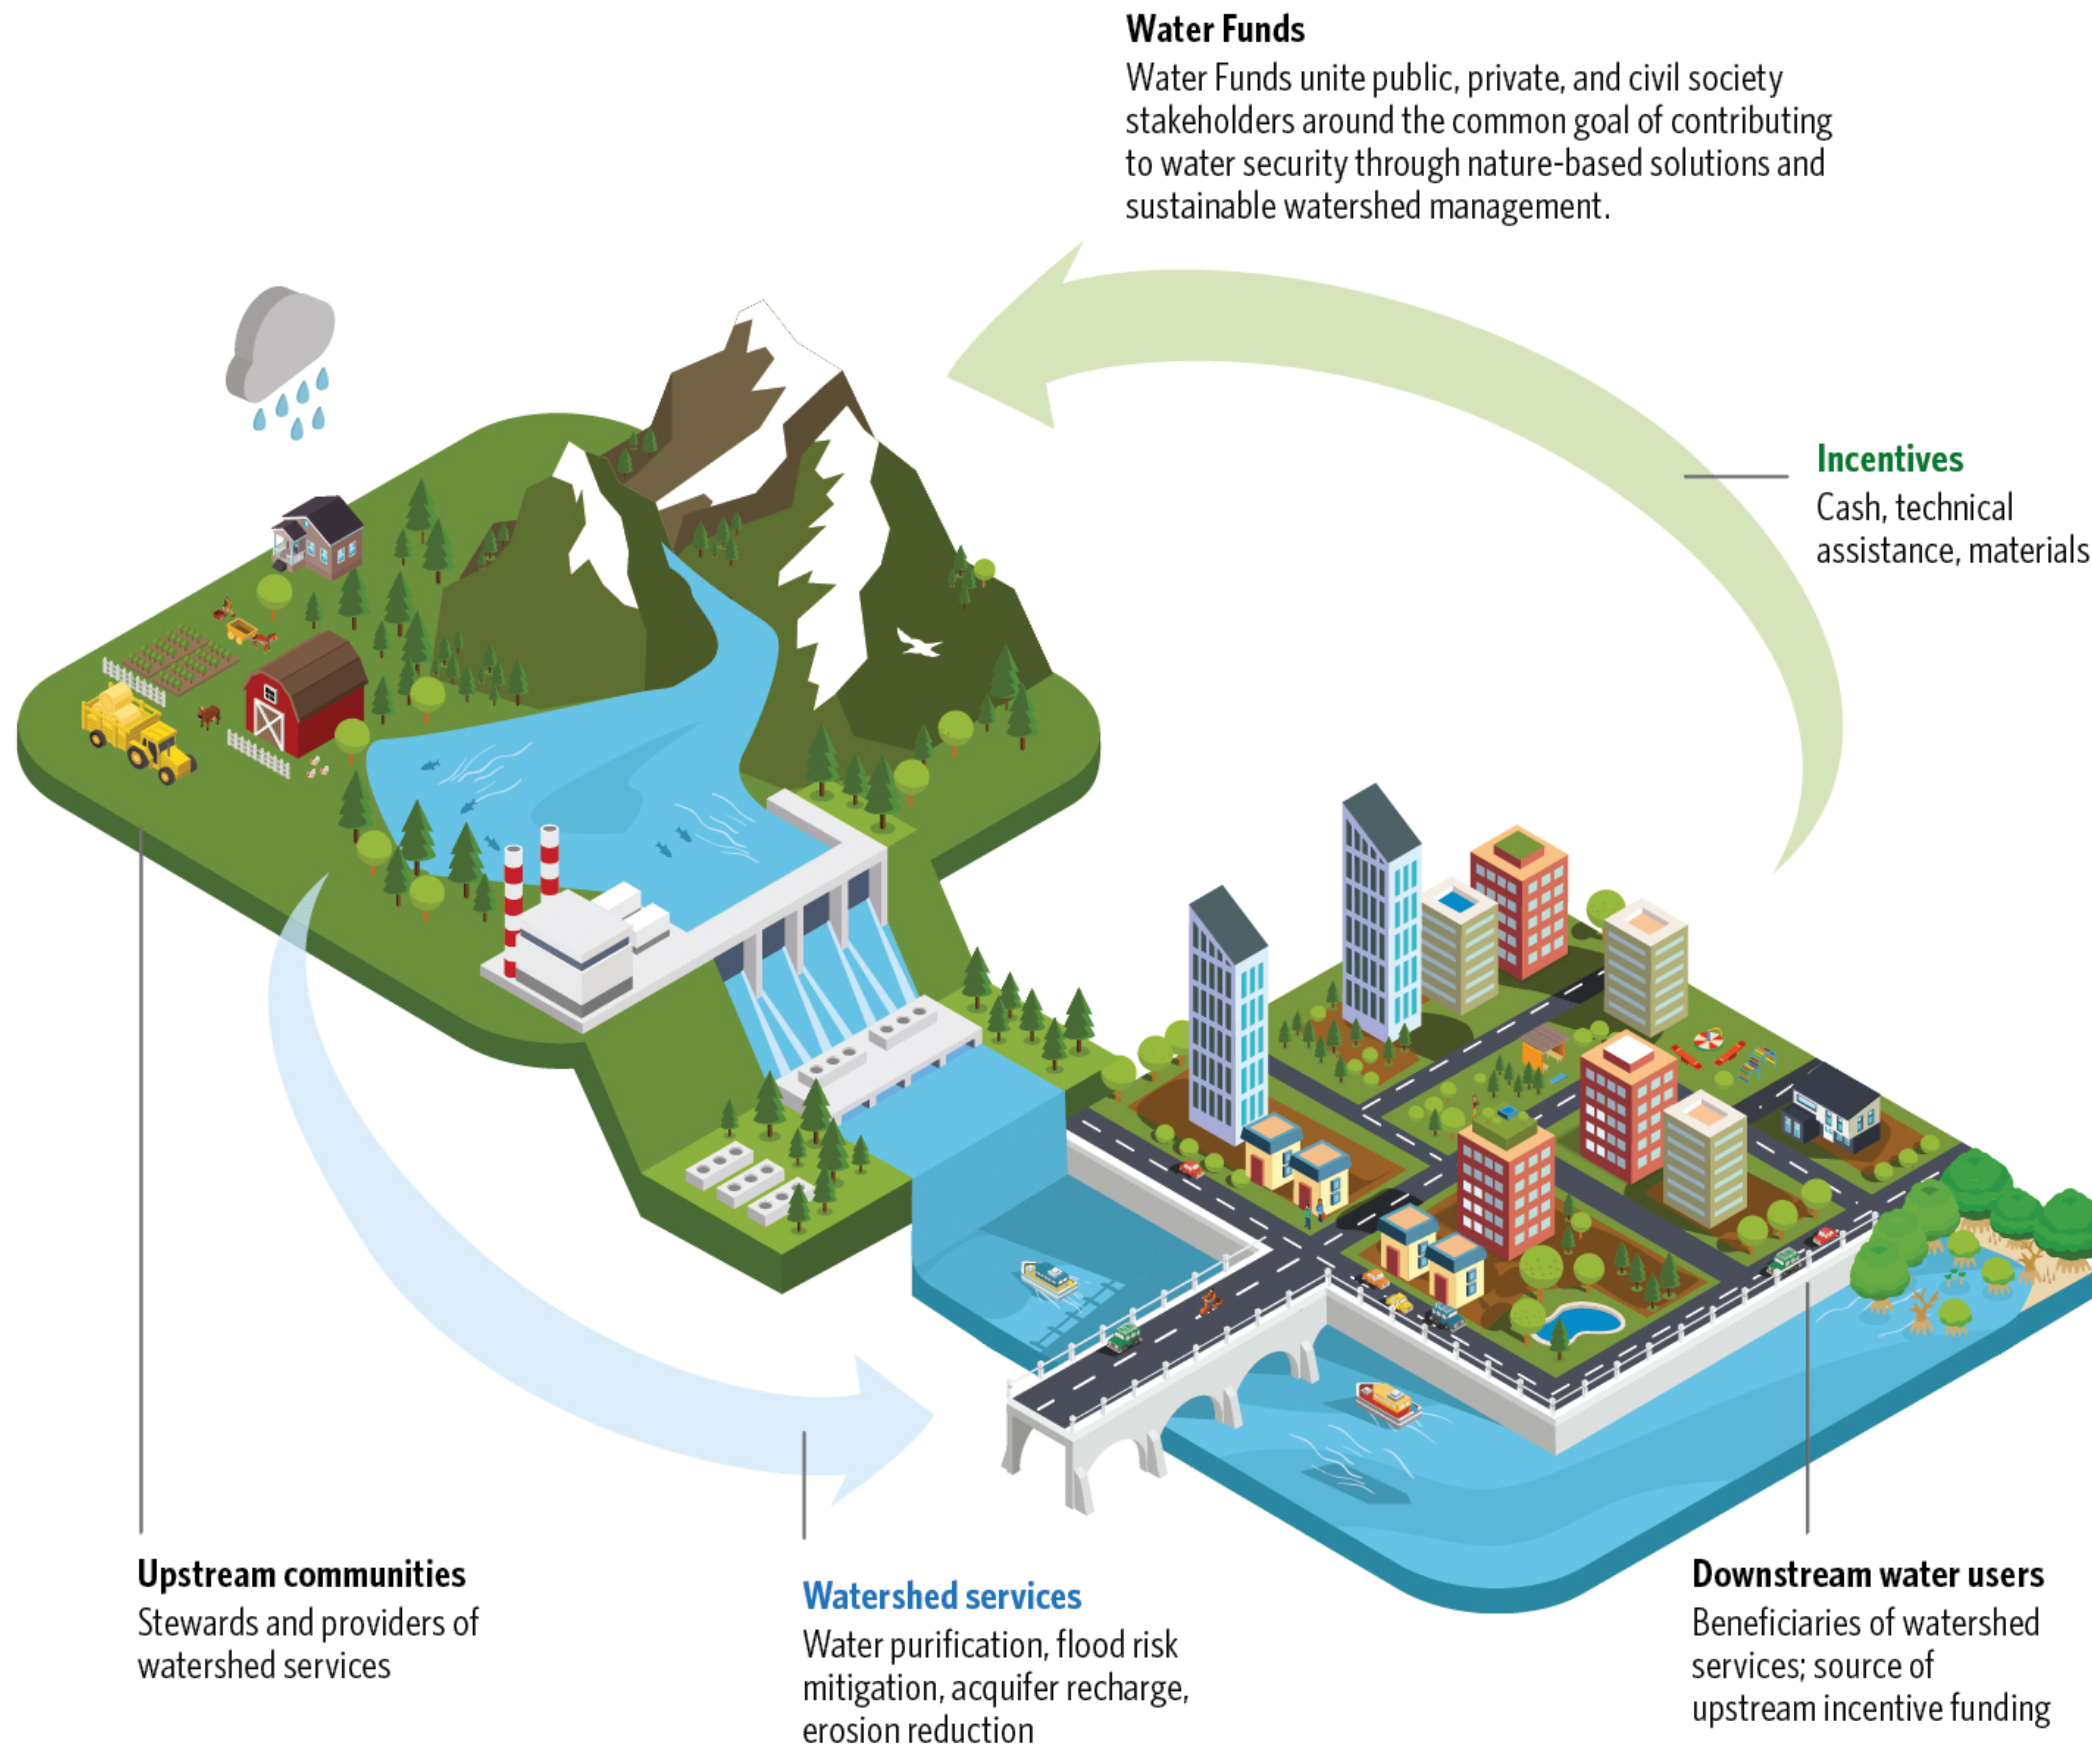 Water Funds
Water Funds unite public, private, and civil society
stakeholders around the common goal of contributing
to water security through nature-based solutions and
sustainable watershed management.
Incentives
Cash, technical
assistance, materials
Upstream communities
Stewards and providers of
watershed services
Watershed services
Water purification, flood risk
mitigation, acquifer recharge,
erosion reduction
Downstream water users
Beneficiaries of watershed
services; source of
upstream incentive funding